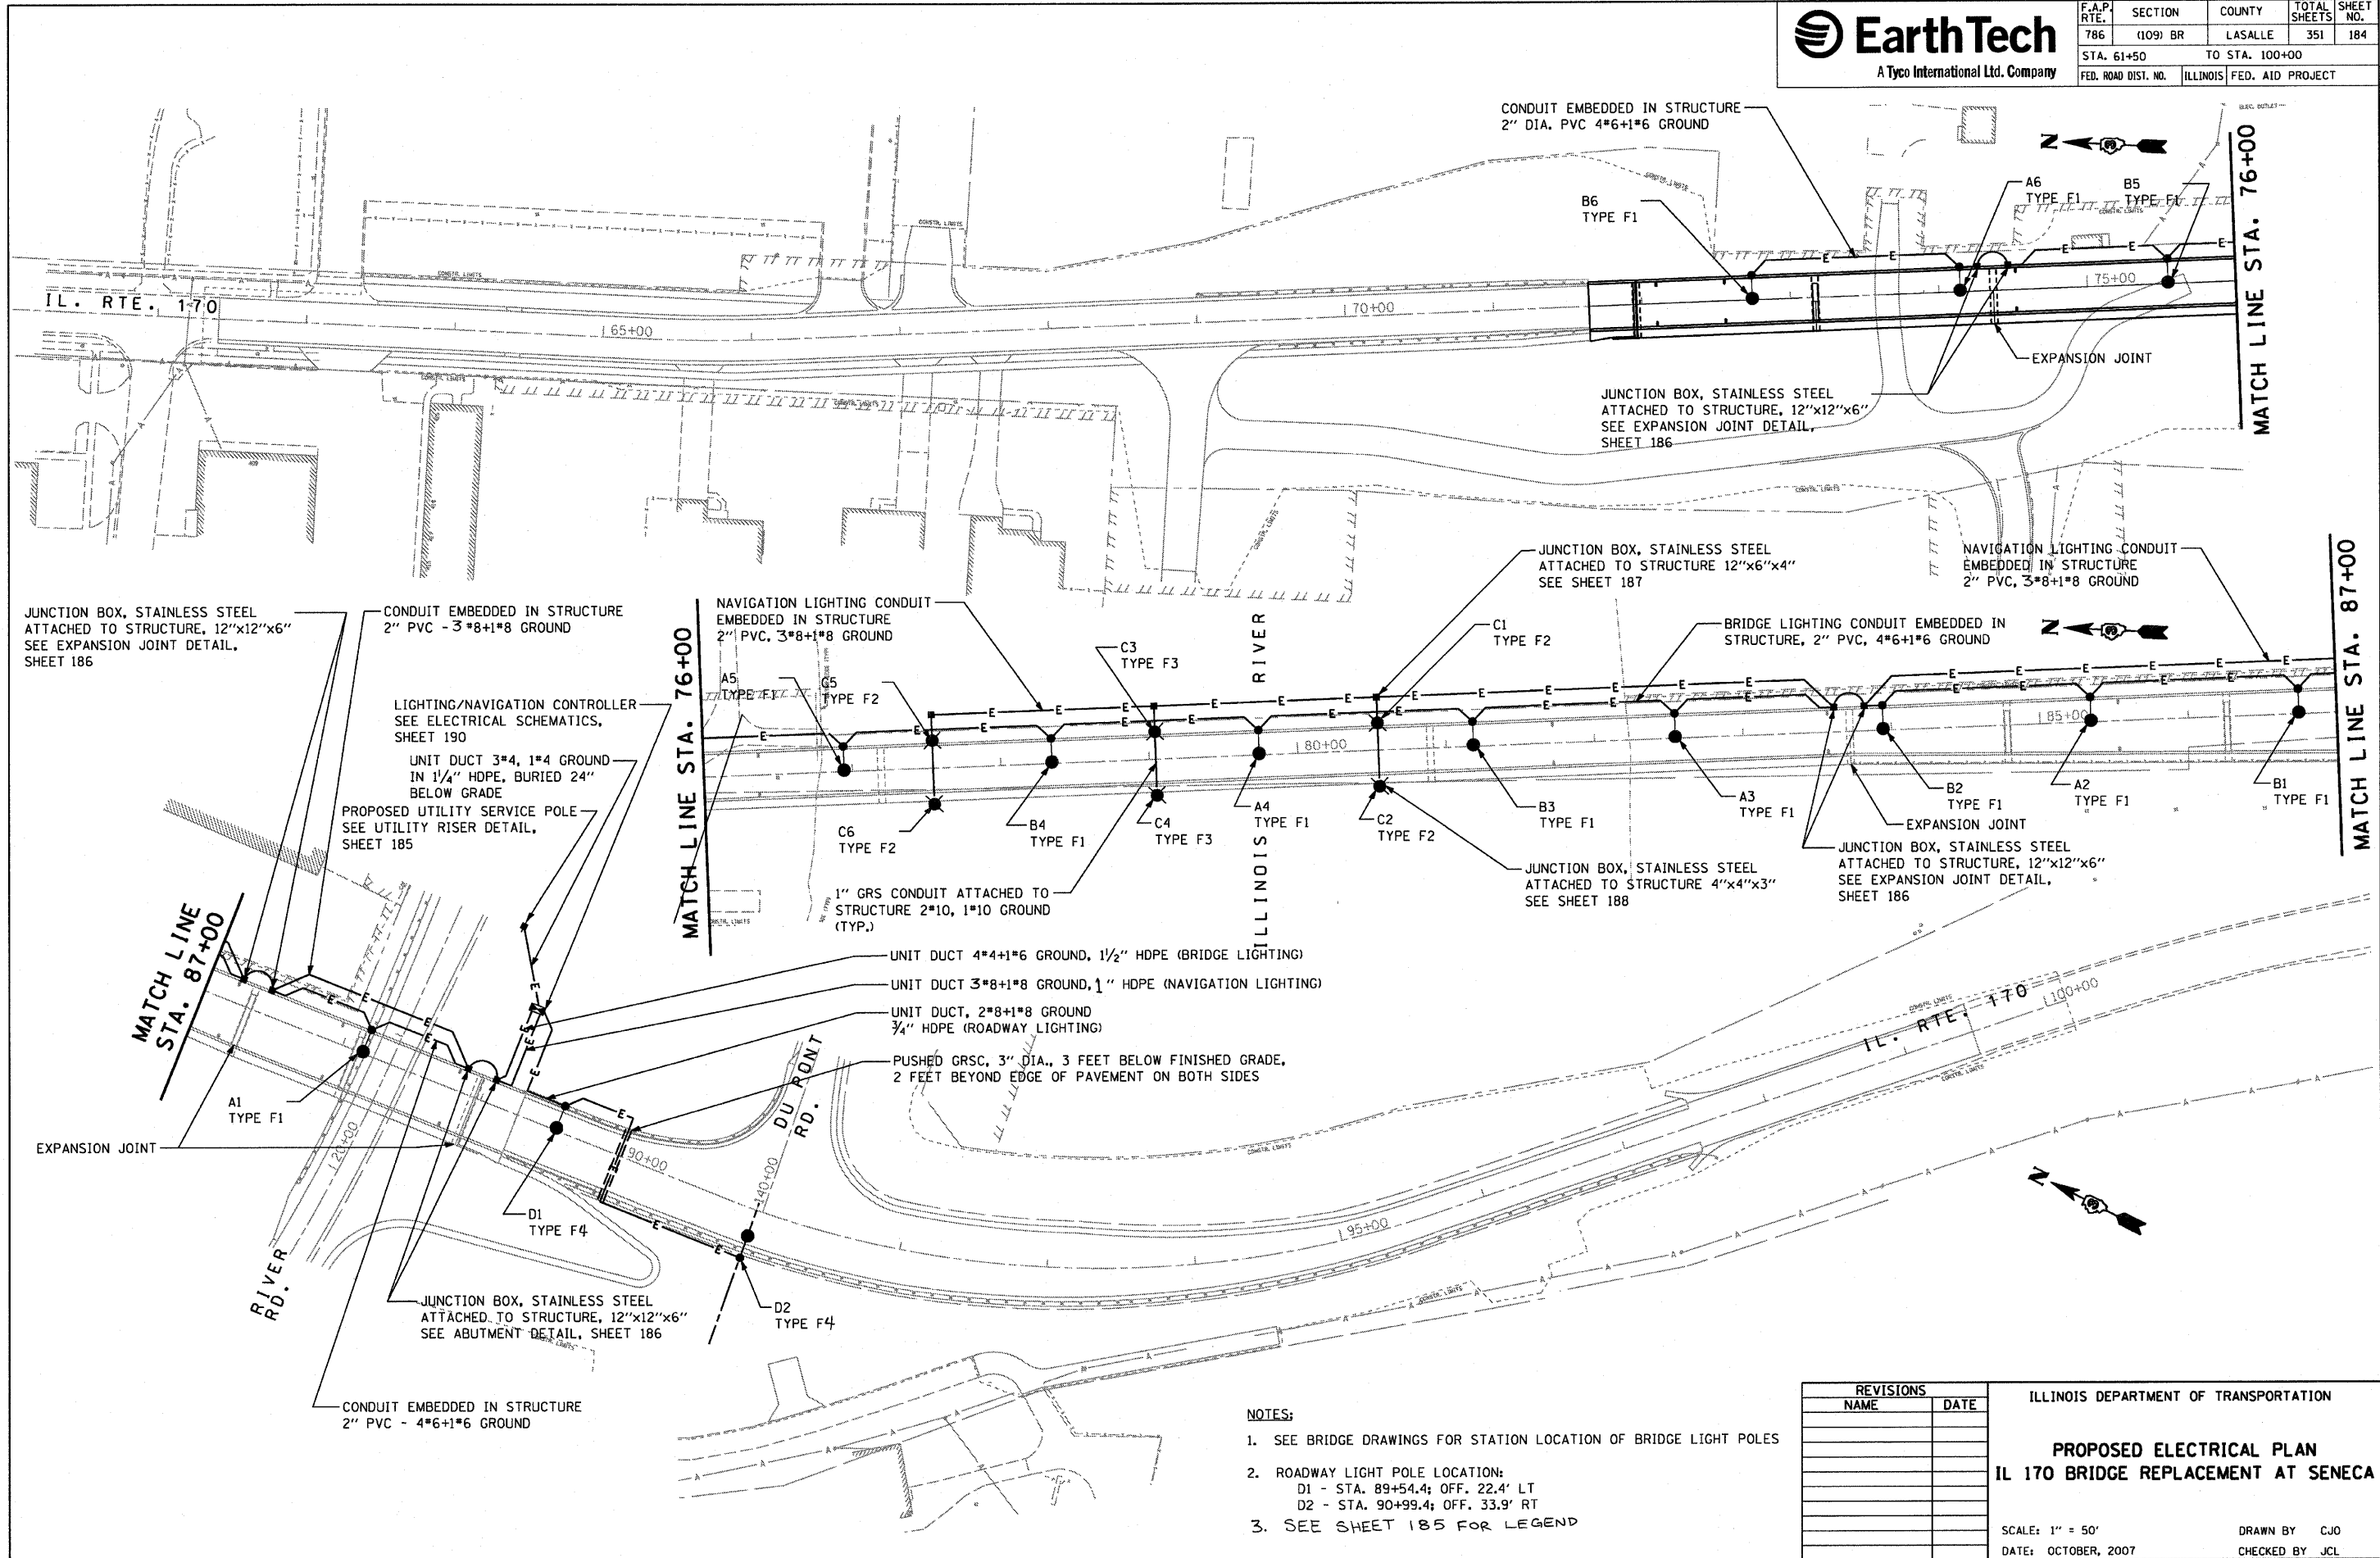 EarthTech
A Tyco International Ltd. Company
F.A.P. RTE. SECTION COUNTY TOTAL SHEETS SHEET NO.
786 (109) BR LASALLE 351 184
STA. 61+50 TO STA. 100+00
FED. ROAD DIST. NO. ILLINOIS FED. AID PROJECT
CONDUIT EMBEDDED IN STRUCTURE
2" DIA. PVC 4#6+1#6 GROUND
ELEC. OUTLET
N
MATCH LINE STA. 76+00
B6
TYPE F1
A6
TYPE F1
B5
TYPE F1
CONSTR. LIMITS
IL. RTE. 170
65+00
70+00
75+00
EXPANSION JOINT
JUNCTION BOX, STAINLESS STEEL
ATTACHED TO STRUCTURE, 12"x12"x6"
SEE EXPANSION JOINT DETAIL,
SHEET 186
JUNCTION BOX, STAINLESS STEEL
ATTACHED TO STRUCTURE, 12"x12"x6"
SEE EXPANSION JOINT DETAIL,
SHEET 186
CONDUIT EMBEDDED IN STRUCTURE
2" PVC - 3#8+1#8 GROUND
LIGHTING/NAVIGATION CONTROLLER
SEE ELECTRICAL SCHEMATICS,
SHEET 190
UNIT DUCT 3#4, 1#4 GROUND
IN 1 1/4" HDPE, BURIED 24"
BELOW GRADE
PROPOSED UTILITY SERVICE POLE
SEE UTILITY RISER DETAIL,
SHEET 185
MATCH LINE STA. 76+00
NAVIGATION LIGHTING CONDUIT
EMBEDDED IN STRUCTURE
2" PVC, 3#8+1#8 GROUND
A5
TYPE F1
C5
TYPE F2
C3
TYPE F3
JUNCTION BOX, STAINLESS STEEL
ATTACHED TO STRUCTURE 12"x6"x4"
SEE SHEET 187
C1
TYPE F2
BRIDGE LIGHTING CONDUIT EMBEDDED IN
STRUCTURE, 2" PVC, 4#6+1#6 GROUND
NAVIGATION LIGHTING CONDUIT
EMBEDDED IN STRUCTURE
2" PVC, 3#8+1#8 GROUND
N
MATCH LINE STA. 87+00
ILLINOIS RIVER
80+00
85+00
C6
TYPE F2
B4
TYPE F1
C4
TYPE F3
A4
TYPE F1
C2
TYPE F2
B3
TYPE F1
A3
TYPE F1
B2
TYPE F1
A2
TYPE F1
B1
TYPE F1
EXPANSION JOINT
JUNCTION BOX, STAINLESS STEEL
ATTACHED TO STRUCTURE, 12"x12"x6"
SEE EXPANSION JOINT DETAIL,
SHEET 186
JUNCTION BOX, STAINLESS STEEL
ATTACHED TO STRUCTURE 4"x4"x3"
SEE SHEET 188
1" GRS CONDUIT ATTACHED TO
STRUCTURE 2#10, 1#10 GROUND
(TYP.)
MATCH LINE
STA. 87+00
UNIT DUCT 4#4+1#6 GROUND, 1 1/2" HDPE (BRIDGE LIGHTING)
UNIT DUCT 3#8+1#8 GROUND, 1" HDPE (NAVIGATION LIGHTING)
UNIT DUCT, 2#8+1#8 GROUND
3/4" HDPE (ROADWAY LIGHTING)
PUSHED GRSC, 3" DIA., 3 FEET BELOW FINISHED GRADE,
2 FEET BEYOND EDGE OF PAVEMENT ON BOTH SIDES
A1
TYPE F1
EXPANSION JOINT
120+00
90+00
140+00
DU PONT
RD.
D1
TYPE F4
D2
TYPE F4
RIVER
RD.
95+00
IL. RTE. 170
100+00
N
JUNCTION BOX, STAINLESS STEEL
ATTACHED TO STRUCTURE, 12"x12"x6"
SEE ABUTMENT DETAIL, SHEET 186
CONDUIT EMBEDDED IN STRUCTURE
2" PVC - 4#6+1#6 GROUND
NOTES:
1. SEE BRIDGE DRAWINGS FOR STATION LOCATION OF BRIDGE LIGHT POLES
2. ROADWAY LIGHT POLE LOCATION:
D1 - STA. 89+54.4; OFF. 22.4' LT
D2 - STA. 90+99.4; OFF. 33.9' RT
3. SEE SHEET 185 FOR LEGEND
REVISIONS
NAME DATE
ILLINOIS DEPARTMENT OF TRANSPORTATION
PROPOSED ELECTRICAL PLAN
IL 170 BRIDGE REPLACEMENT AT SENECA
SCALE: 1" = 50'
DRAWN BY CJO
DATE: OCTOBER, 2007
CHECKED BY JCL